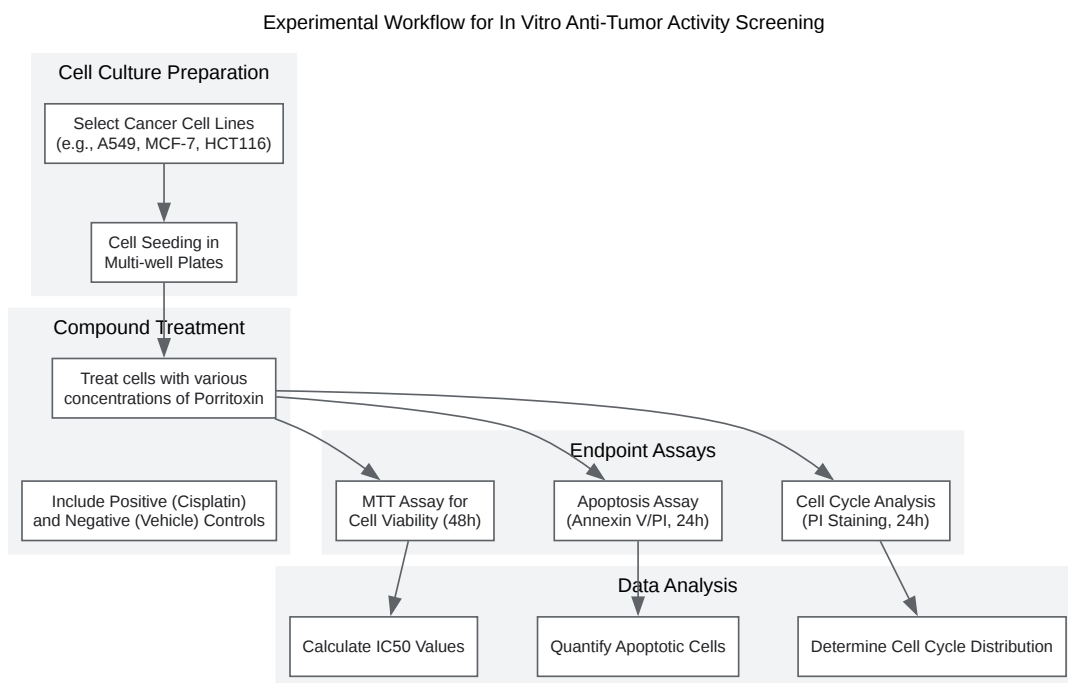 Experimental Workflow for In Vitro Anti-Tumor Activity Screening
Cell Culture Preparation
Select Cancer Cell Lines
(e.g., A549, MCF-7, HCT116)
Cell Seeding in
Multi-well Plates
Compound Treatment
Treat cells with various
concentrations of Porritoxin
Include Positive (Cisplatin)
and Negative (Vehicle) Controls
Endpoint Assays
MTT Assay for
Cell Viability (48h)
Apoptosis Assay
(Annexin V/PI, 24h)
Cell Cycle Analysis
(PI Staining, 24h)
Data Analysis
Calculate IC50 Values
Quantify Apoptotic Cells
Determine Cell Cycle Distribution